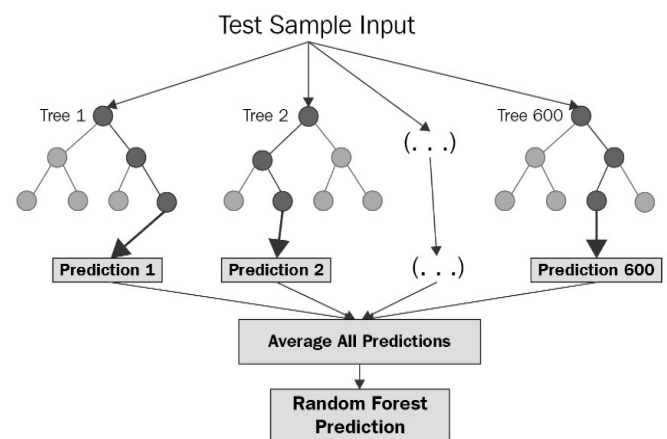 Test Sample Input
Tree 1
Tree 2
(. . .)
Tree 600
Prediction 1
Prediction 2
(. . .)
Prediction 600
Average All Predictions
Random Forest
Prediction